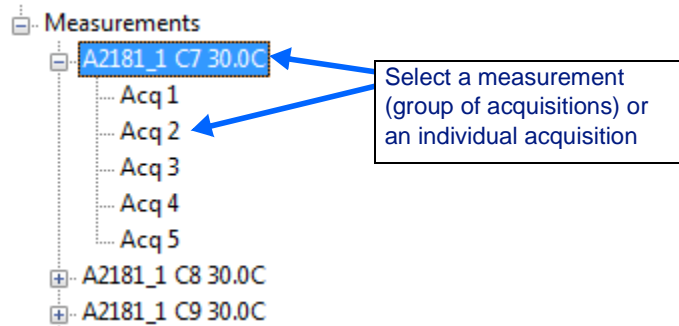 Measurements
A2181_1 C7 30.0C
Acq 1
Acq 2
Acq 3
Acq 4
Acq 5
A2181_1 C8 30.0C
A2181_1 C9 30.0C
Select a measurement
(group of acquisitions) or
an individual acquisition